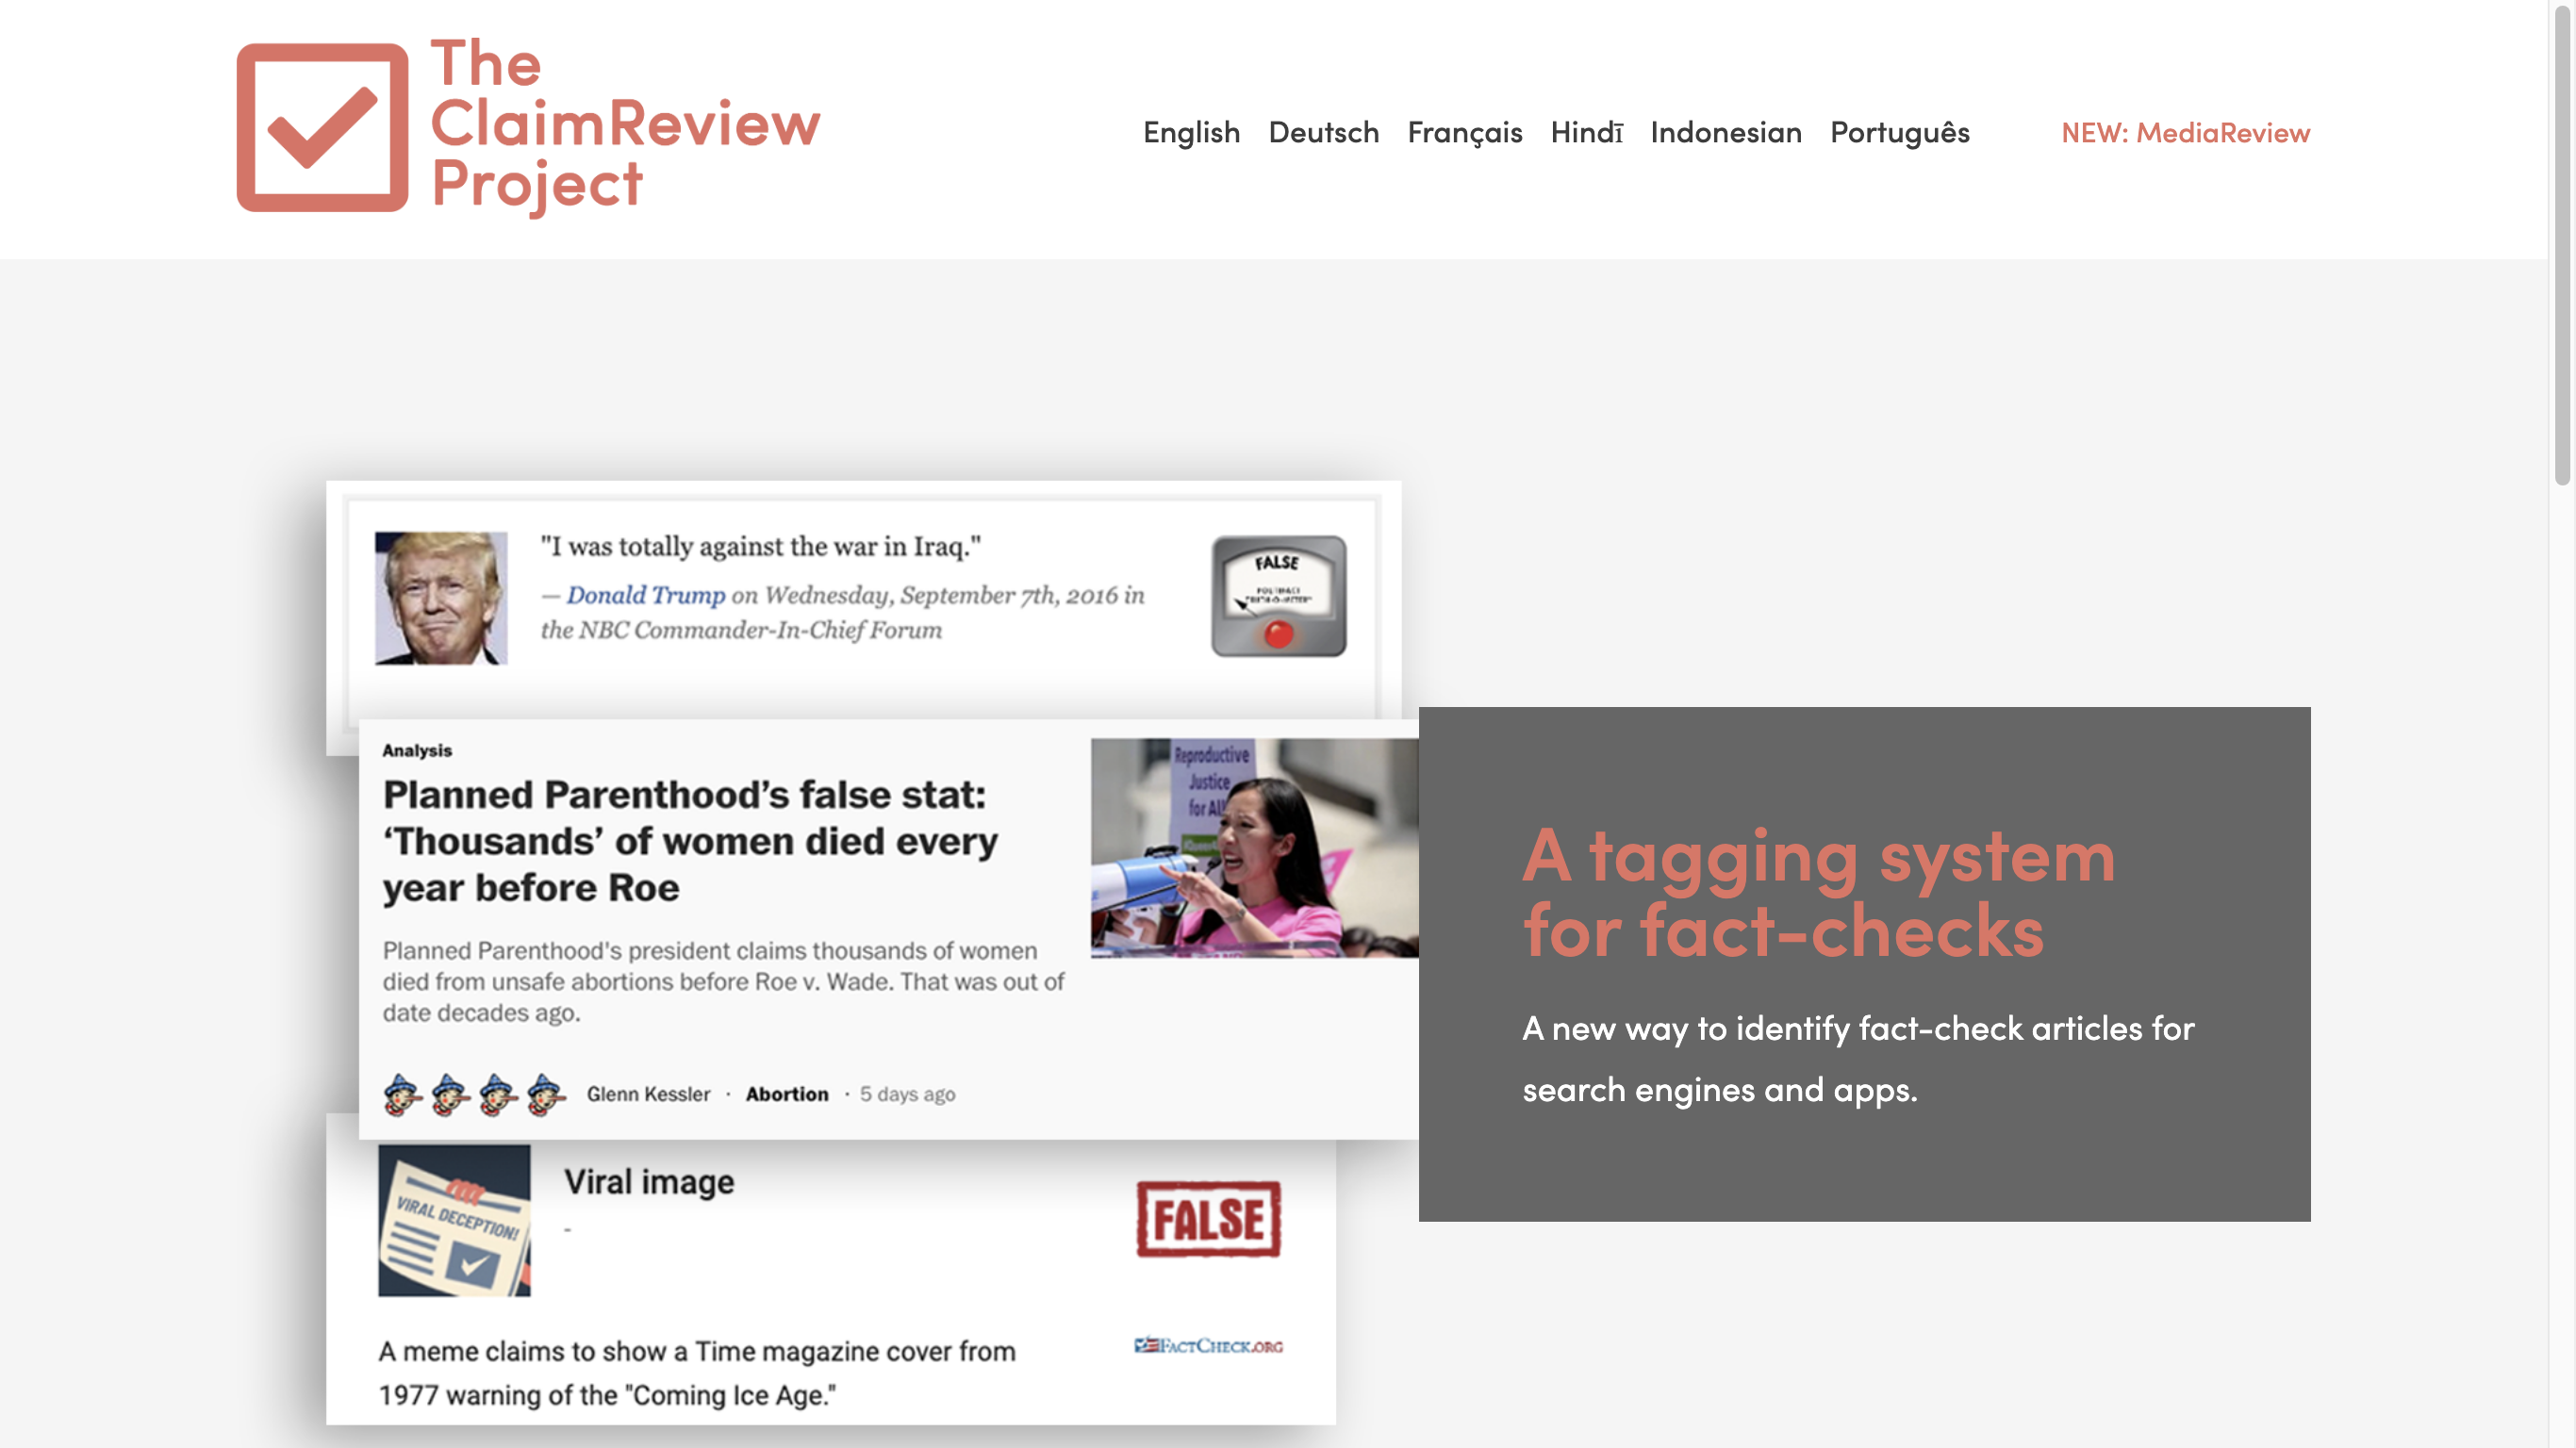 The
ClaimReview
Project
English Deutsch Français Hindī Indonesian Português NEW: MediaReview
"I was totally against the war in Iraq."
— Donald Trump on Wednesday, September 7th, 2016 in
the NBC Commander-In-Chief Forum
FALSE
POLITIFACT
TRUTH-O-METER™
Analysis
Planned Parenthood’s false stat:
‘Thousands’ of women died every
year before Roe
Planned Parenthood's president claims thousands of women
died from unsafe abortions before Roe v. Wade. That was out of
date decades ago.
Glenn Kessler · Abortion · 5 days ago
Reproductive
Justice
for All
A tagging system
for fact-checks
A new way to identify fact-check articles for
search engines and apps.
VIRAL DECEPTION!
Viral image
-
FALSE
A meme claims to show a Time magazine cover from
1977 warning of the "Coming Ice Age."
FACTCHECK.ORG